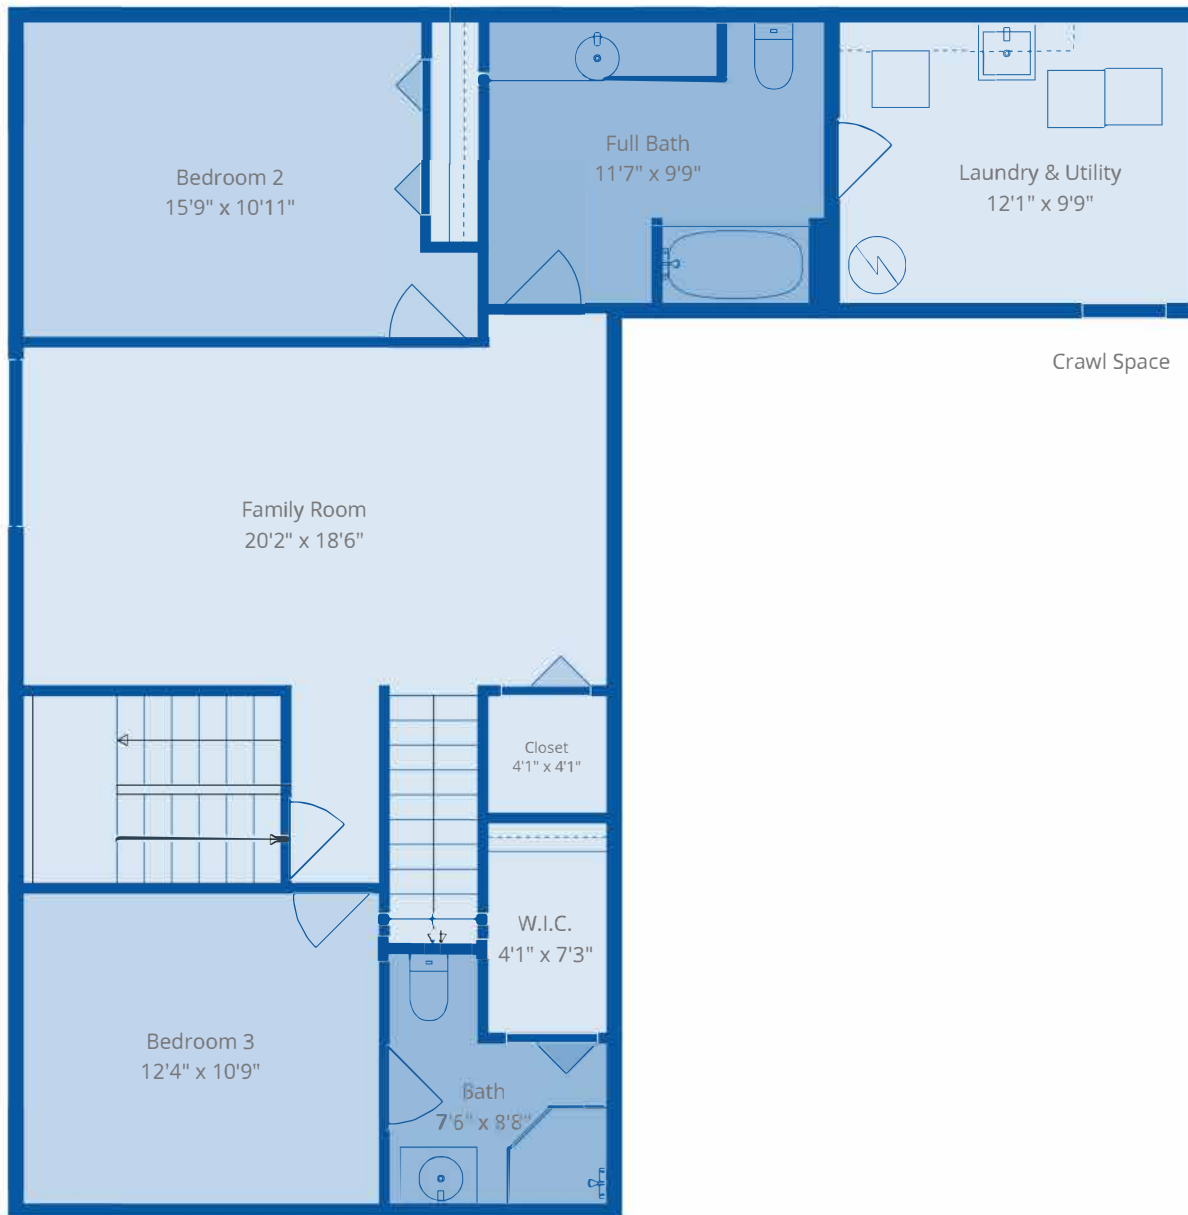 Bedroom 2
15'9" x 10'11"
Full Bath
11'7" x 9'9"
Laundry & Utility
12'1" x 9'9"
Crawl Space
Family Room
20'2" x 18'6"
Closet
4'1" x 4'1"
W.I.C.
4'1" x 7'3"
Bedroom 3
12'4" x 10'9"
Bath
7'6" x 8'8"